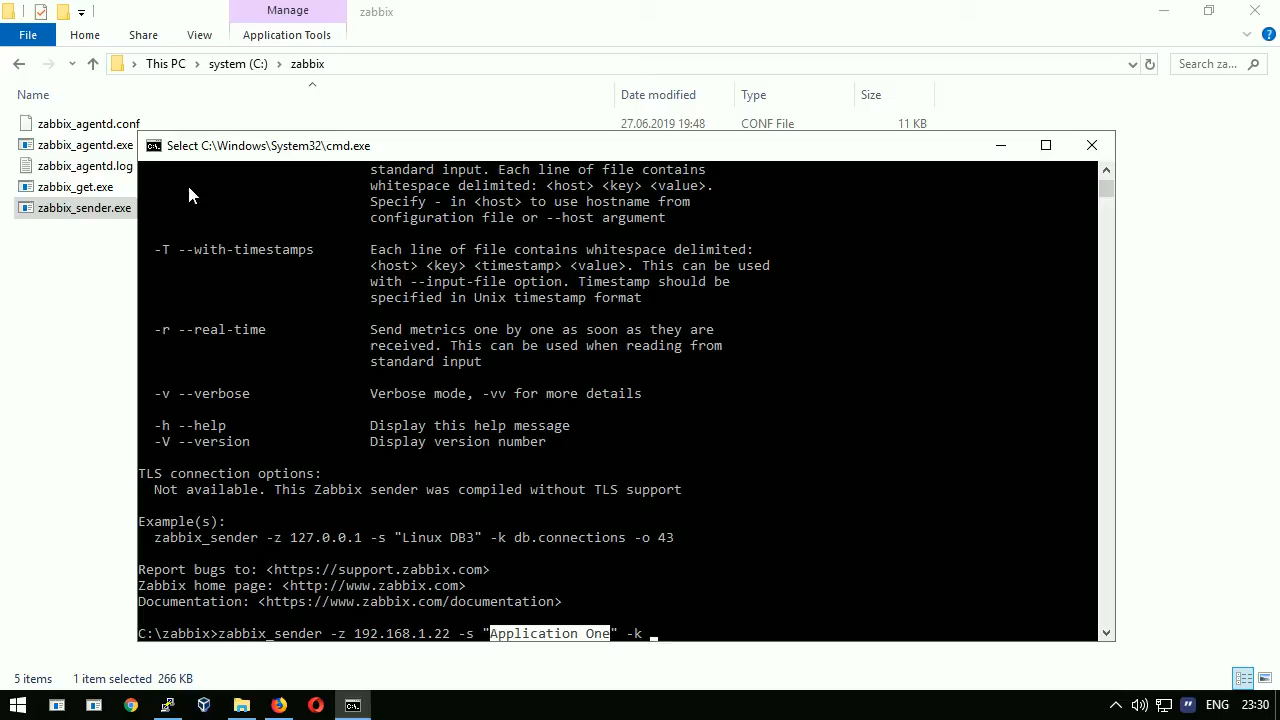 Manage
zabbix
File
Home
Share
View
Application Tools
This PC
system (C:)
zabbix
Search za...
Name
Date modified
Type
Size
zabbix_agentd.conf
27.06.2019 19:48
CONF File
11 KB
zabbix_agentd.exe
zabbix_agentd.log
zabbix_get.exe
zabbix_sender.exe
Select C:\Windows\System32\cmd.exe
standard input. Each line of file contains
whitespace delimited: <host> <key> <value>.
Specify - in <host> to use hostname from
configuration file or --host argument
-T --with-timestamps Each line of file contains whitespace delimited:
<host> <key> <timestamp> <value>. This can be used
with --input-file option. Timestamp should be
specified in Unix timestamp format
-r --real-time Send metrics one by one as soon as they are
received. This can be used when reading from
standard input
-v --verbose Verbose mode, -vv for more details
-h --help Display this help message
-V --version Display version number
TLS connection options:
Not available. This Zabbix sender was compiled without TLS support
Example(s):
zabbix_sender -z 127.0.0.1 -s "Linux DB3" -k db.connections -o 43
Report bugs to: <https://support.zabbix.com>
Zabbix home page: <http://www.zabbix.com>
Documentation: <https://www.zabbix.com/documentation>
C:\zabbix>zabbix_sender -z 192.168.1.22 -s "Application One" -k _
5 items
1 item selected 266 KB
ENG
23:30